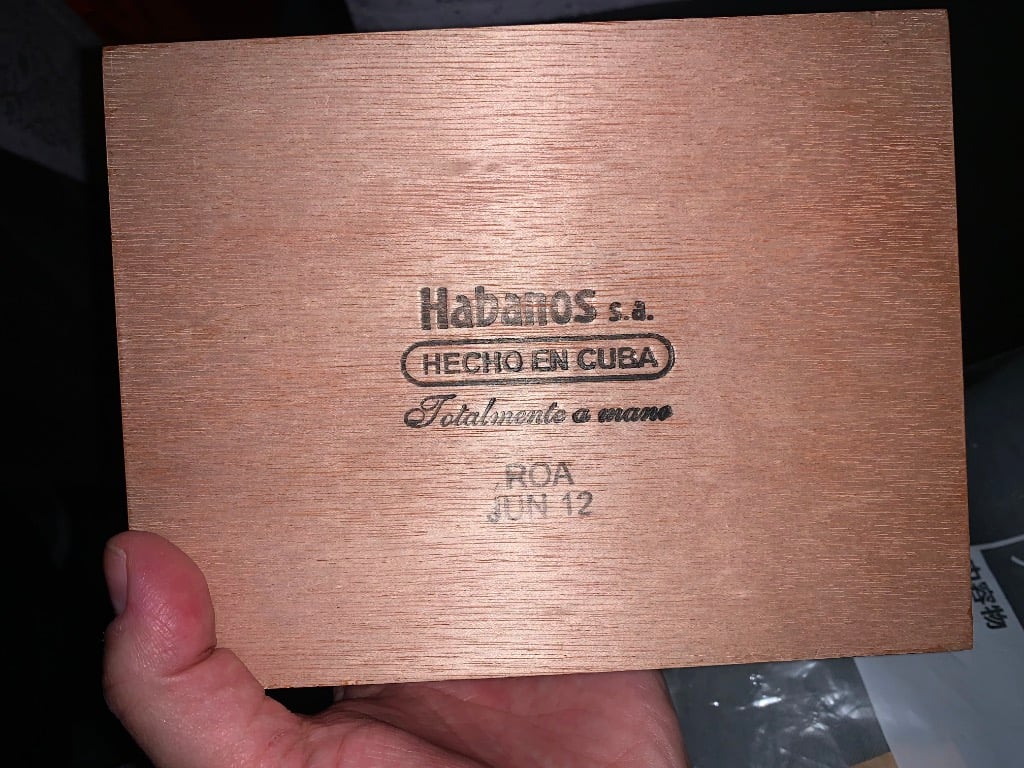 Habanos s.a.
HECHO EN CUBA
Totalmente a mano
ROA
JUN 12